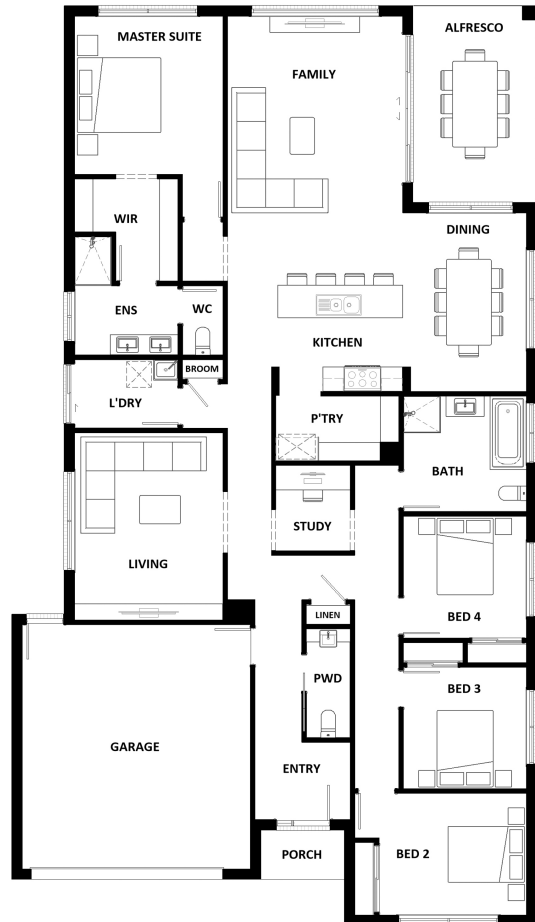 MASTER SUITE
FAMILY
ALFRESCO
WIR
DINING
ENS
WC
KITCHEN
BROOM
L'DRY
P'TRY
BATH
STUDY
LIVING
LINEN
BED 4
PWD
BED 3
GARAGE
ENTRY
PORCH
BED 2